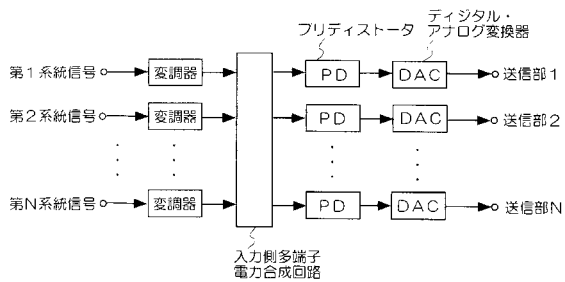 プリディストータ
ディジタル・
アナログ変換器
第1系統信号 変調器 PD DAC 送信部1
第2系統信号 変調器 PD DAC 送信部2
第N系統信号 変調器 PD DAC 送信部N
入力側多端子
電力合成回路